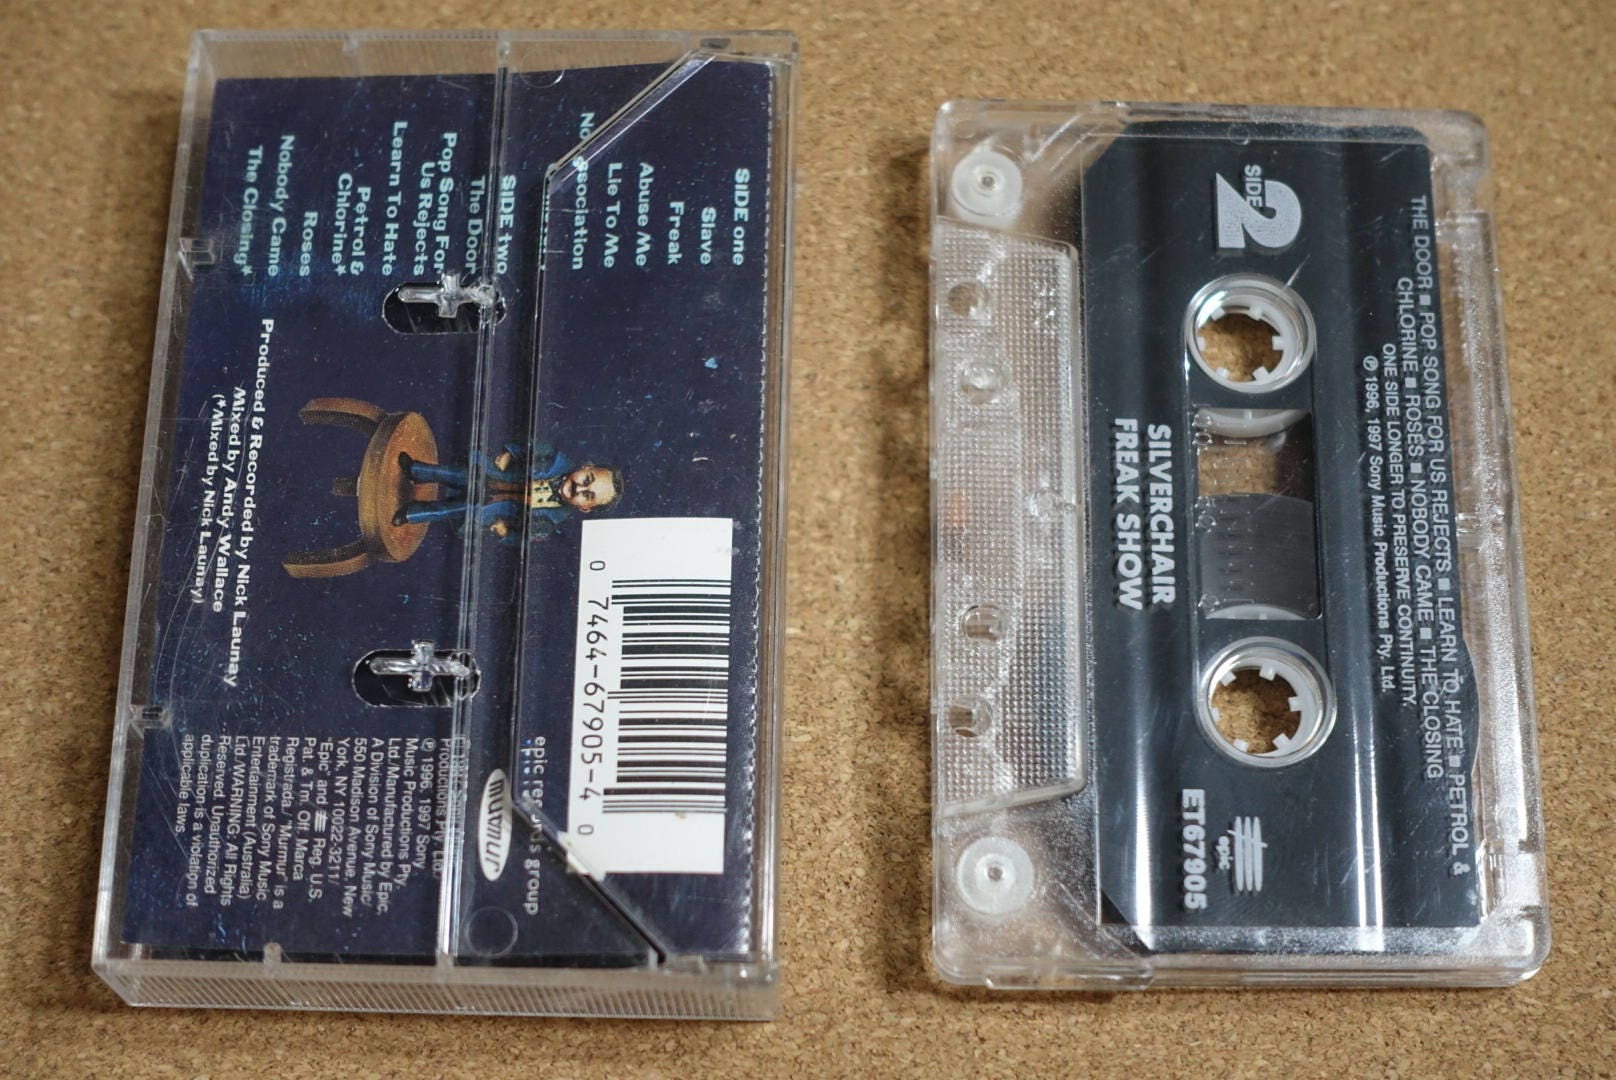 SIDE one
Slave
Freak
Abuse Me
Lie To Me
No Association
SIDE two
The Door
Pop Song For
Us Rejects
Learn To Hate
Petrol &
Chlorine*
Roses
Nobody Came
The Closing*
Produced & Recorded by Nick Launay
Mixed by Andy Wallace
(*Mixed by Nick Launay)
0 7464-67905-4 0
epic records group
murmur
Productions Pty. Ltd.
℗ 1996, 1997 Sony
Music Productions Pty.
Ltd./Manufactured by Epic,
A Division of Sony Music/
550 Madison Avenue, New
York, NY 10022-3211/
"Epic" and Reg. U.S.
Pat. & Tm. Off. Marca
Registrada./ "Murmur" is a
trademark of Sony Music
Entertainment (Australia)
Ltd./WARNING: All Rights
Reserved. Unauthorized
duplication is a violation of
applicable laws.
SIDE
2
THE DOOR ■ POP SONG FOR US REJECTS ■ LEARN TO HATE ■ PETROL &
CHLORINE ■ ROSES ■ NOBODY CAME ■ THE CLOSING
ONE SIDE LONGER TO PRESERVE CONTINUITY.
℗ 1996, 1997 Sony Music Productions Pty. Ltd.
SILVERCHAIR
FREAK SHOW
epic
ET 67905